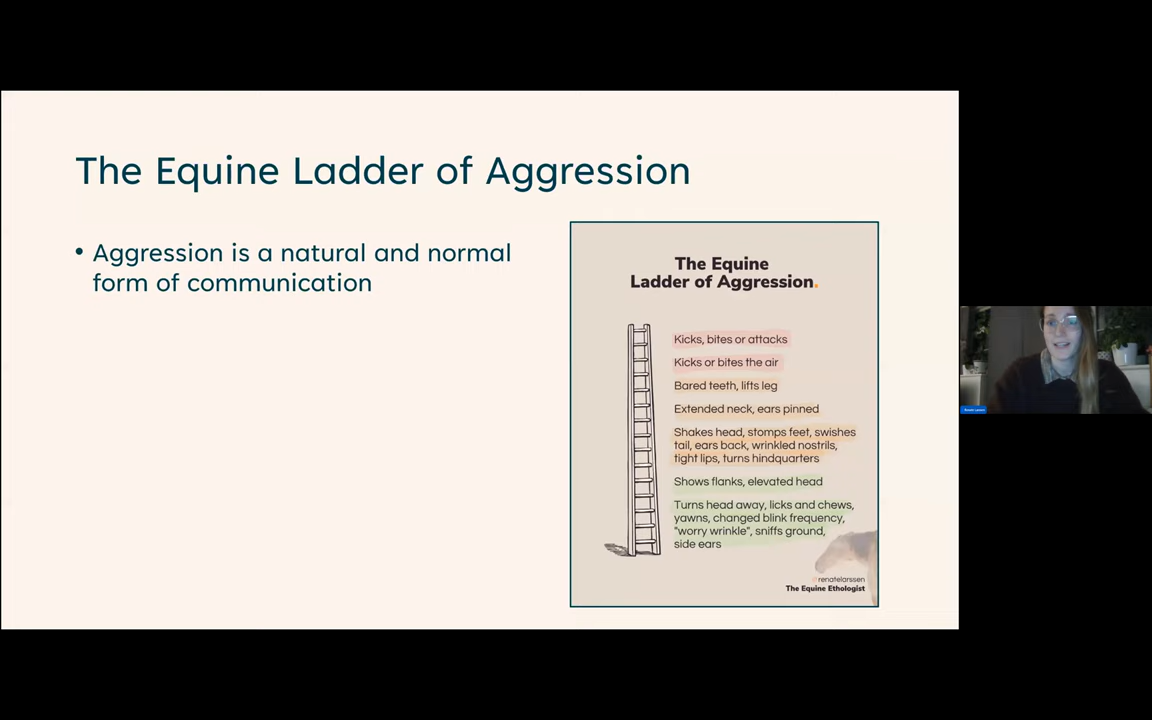 The Equine Ladder of Aggression
• Aggression is a natural and normal
form of communication
The Equine
Ladder of Aggression.
Kicks, bites or attacks
Kicks or bites the air
Bared teeth, lifts leg
Extended neck, ears pinned
Shakes head, stomps feet, swishes
tail, ears back, wrinkled nostrils,
tight lips, turns hindquarters
Shows flanks, elevated head
Turns head away, licks and chews,
yawns, changed blink frequency,
"worry wrinkle", sniffs ground,
side ears
@renatelarssen
The Equine Ethologist